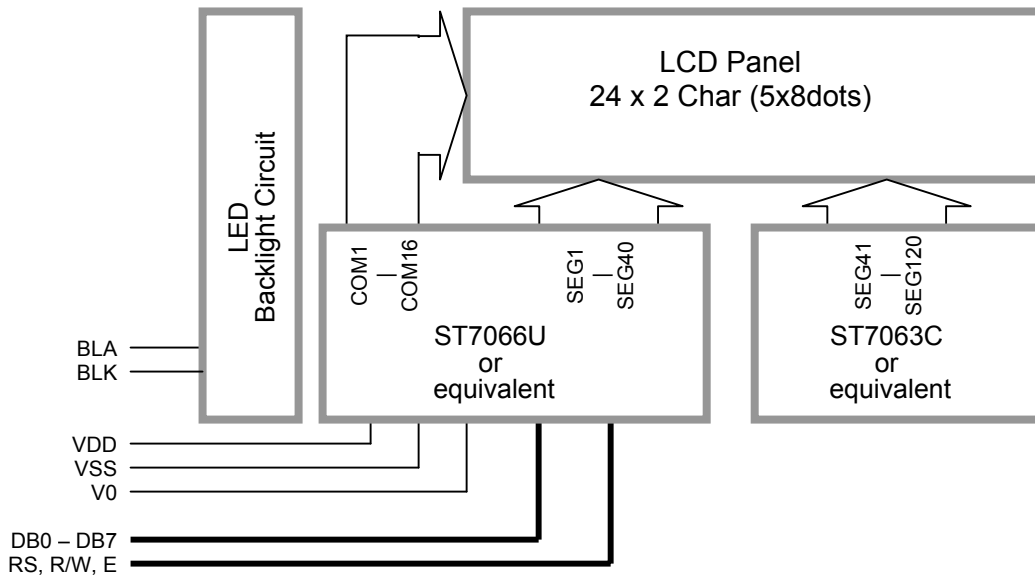 LCD Panel
24 x 2 Char (5x8dots)
LED
Backlight Circuit
COM1
—
COM16
SEG1
—
SEG40
ST7066U
or
equivalent
SEG41
—
SEG120
ST7063C
or
equivalent
BLA
BLK
VDD
VSS
V0
DB0 – DB7
RS, R/W, E